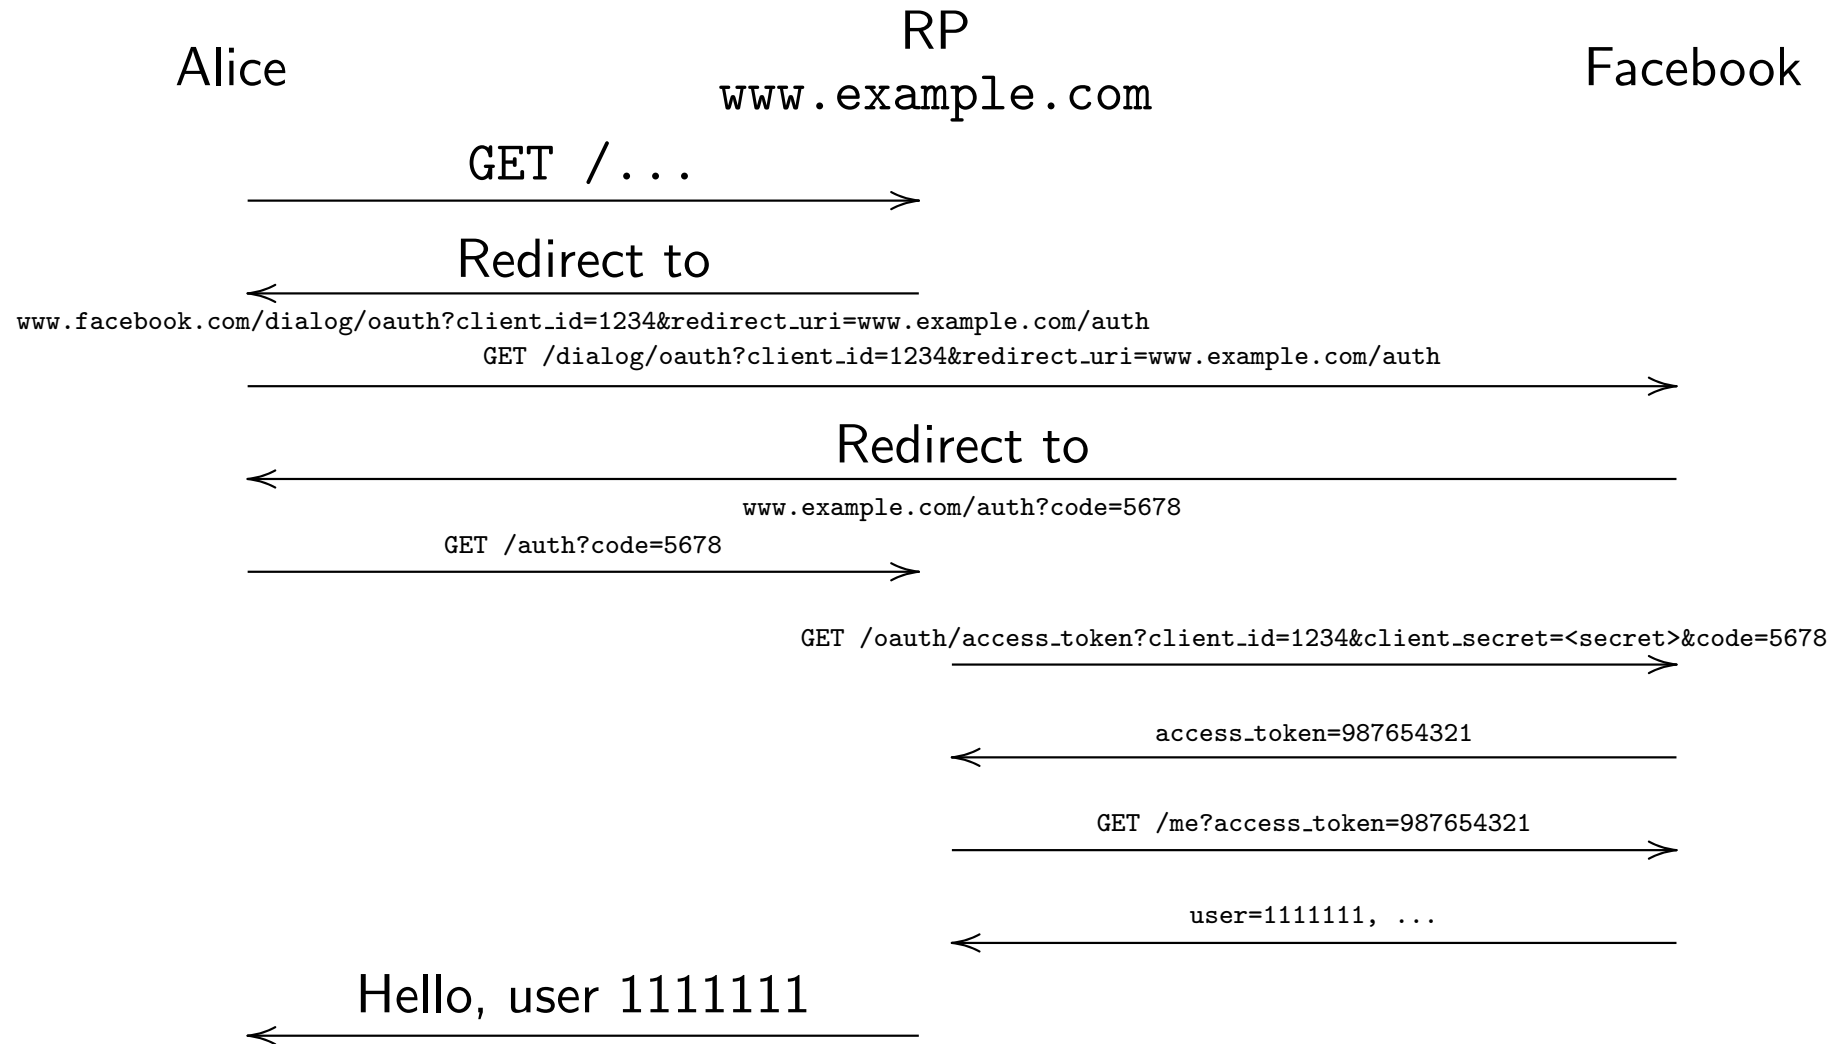 Alice
RP
www.example.com
Facebook
GET /...
Redirect to
www.facebook.com/dialog/oauth?client_id=1234&redirect_uri=www.example.com/auth
GET /dialog/oauth?client_id=1234&redirect_uri=www.example.com/auth
Redirect to
www.example.com/auth?code=5678
GET /auth?code=5678
GET /oauth/access_token?client_id=1234&client_secret=<secret>&code=5678
access_token=987654321
GET /me?access_token=987654321
user=1111111, ...
Hello, user 1111111